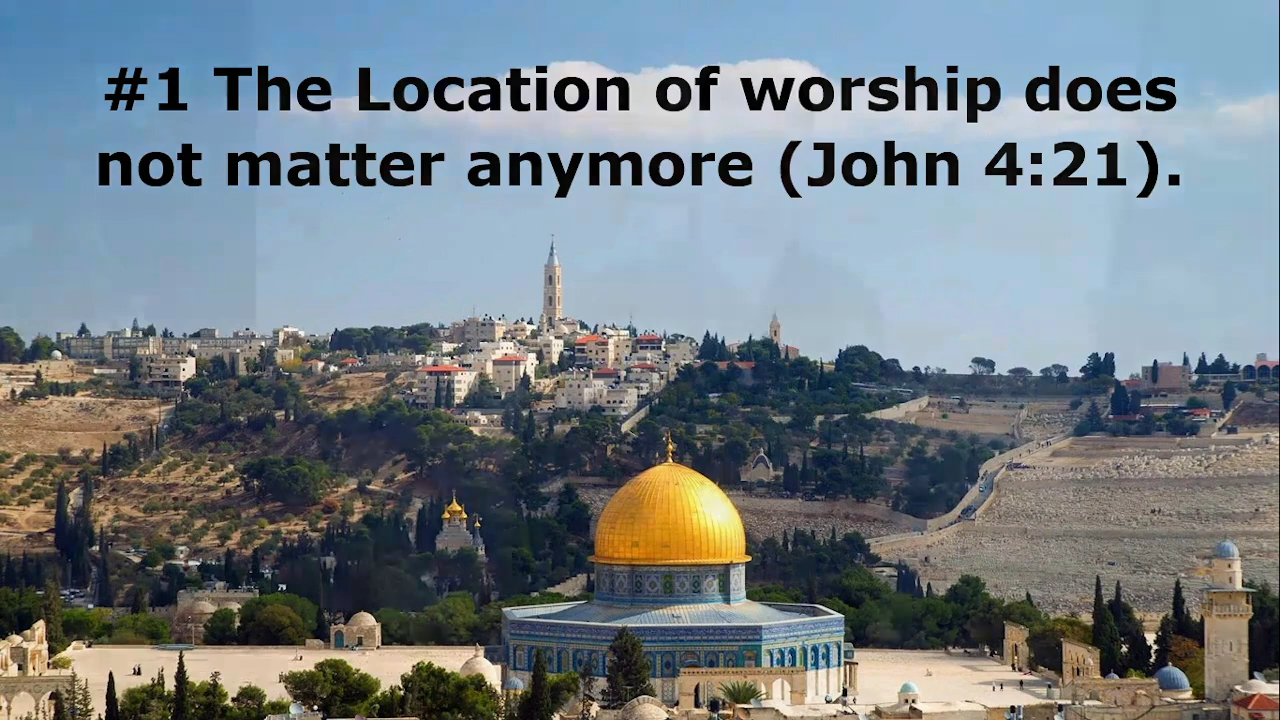 #1 The Location of worship does
not matter anymore (John 4:21).